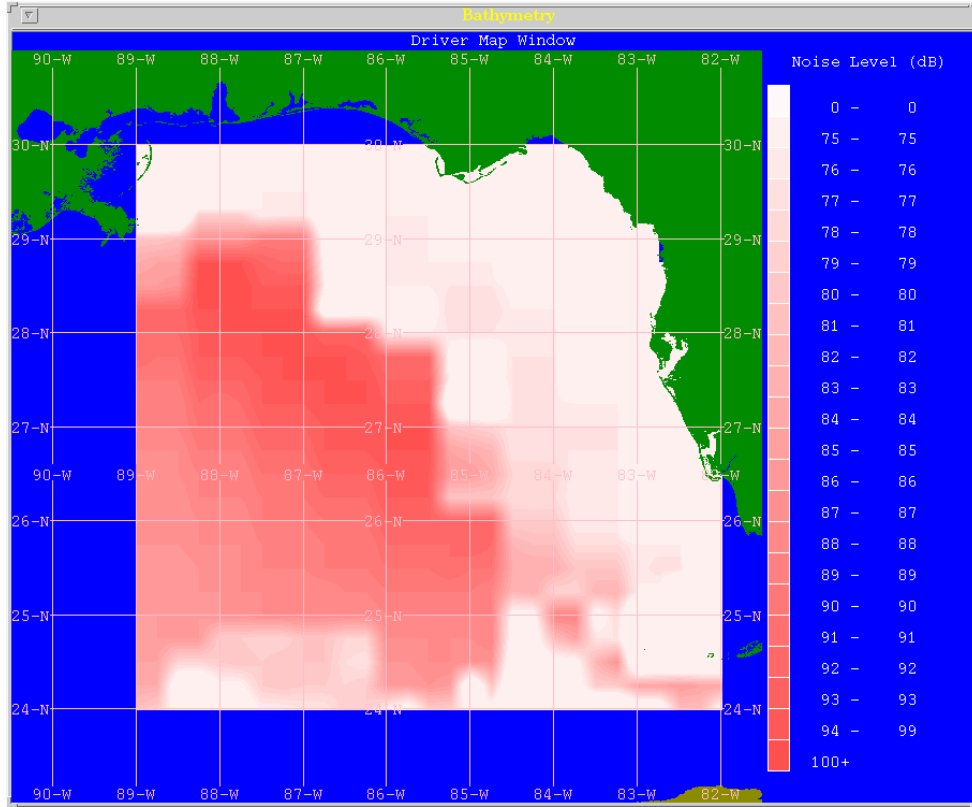 Bathymetry
Driver Map Window
90-W 89-W 88-W 87-W 86-W 85-W 84-W 83-W 82-W
Noise Level (dB)
0 - 0
75 - 75
76 - 76
77 - 77
78 - 78
79 - 79
80 - 80
81 - 81
82 - 82
83 - 83
84 - 84
85 - 85
86 - 86
87 - 87
88 - 88
89 - 89
90 - 90
91 - 91
92 - 92
93 - 93
94 - 99
100+
30-N 30-N 30-N
29-N 29-N 29-N
28-N 28-N 28-N
27-N 27-N 27-N
90-W 89-W 88-W 87-W 86-W 85-W 84-W 83-W 82-W
26-N 26-N 26-N
25-N 25-N 25-N
24-N 24-N 24-N
90-W 89-W 88-W 87-W 86-W 85-W 84-W 83-W 82-W